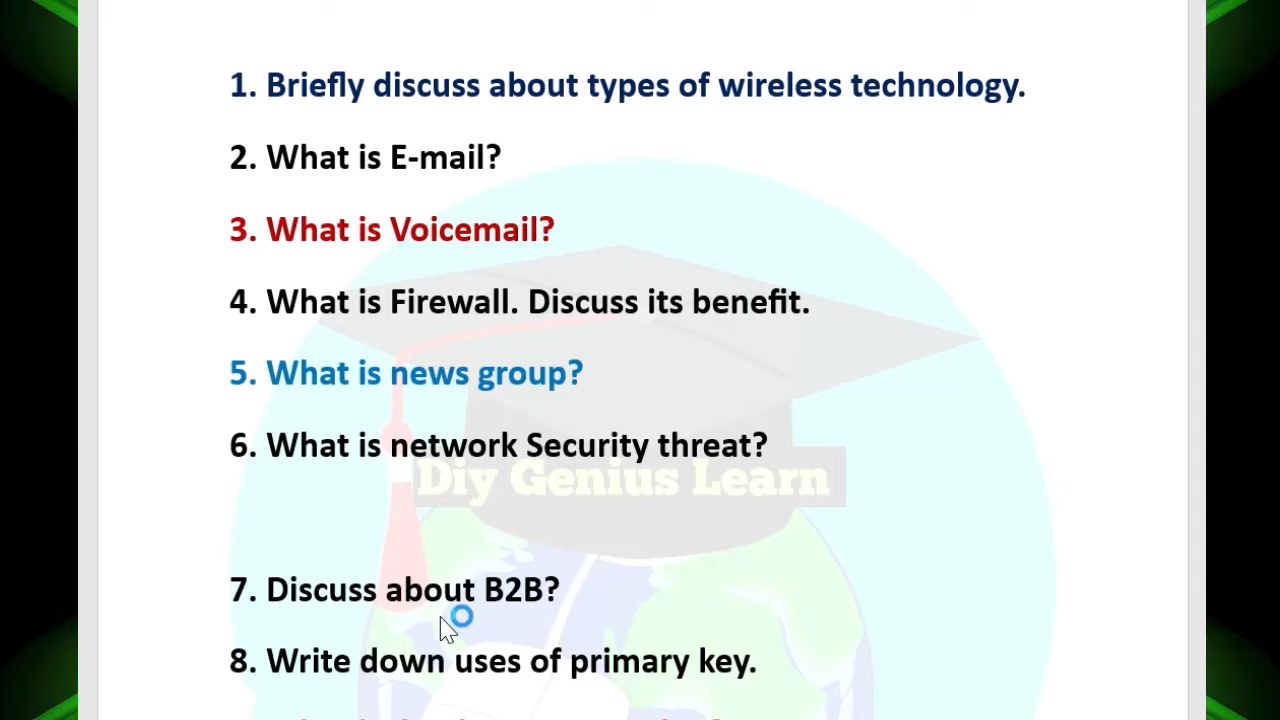 1. Briefly discuss about types of wireless technology.
2. What is E-mail?
3. What is Voicemail?
4. What is Firewall. Discuss its benefit.
5. What is news group?
6. What is network Security threat?
Diy Genius Learn
7. Discuss about B2B?
8. Write down uses of primary key.